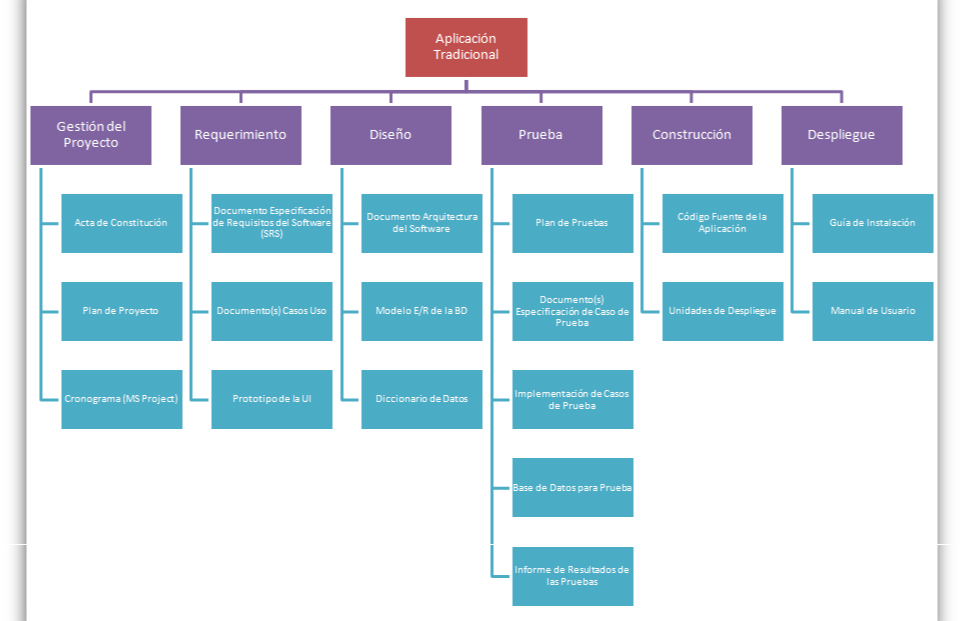 Aplicación
Tradicional
Gestión del
Proyecto
Requerimiento
Diseño
Prueba
Construcción
Despliegue
Acta de Constitución
Plan de Proyecto
Cronograma (MS Project)
Documento Especificación
de Requisitos del Software
(SRS)
Documento(s) Casos Uso
Prototipo de la UI
Documento Arquitectura
del Software
Modelo E/R de la BD
Diccionario de Datos
Plan de Pruebas
Documento(s)
Especificación de Caso de
Prueba
Implementación de Casos
de Prueba
Base de Datos para Prueba
Informe de Resultados de
las Pruebas
Código Fuente de la
Aplicación
Unidades de Despliegue
Guía de Instalación
Manual de Usuario